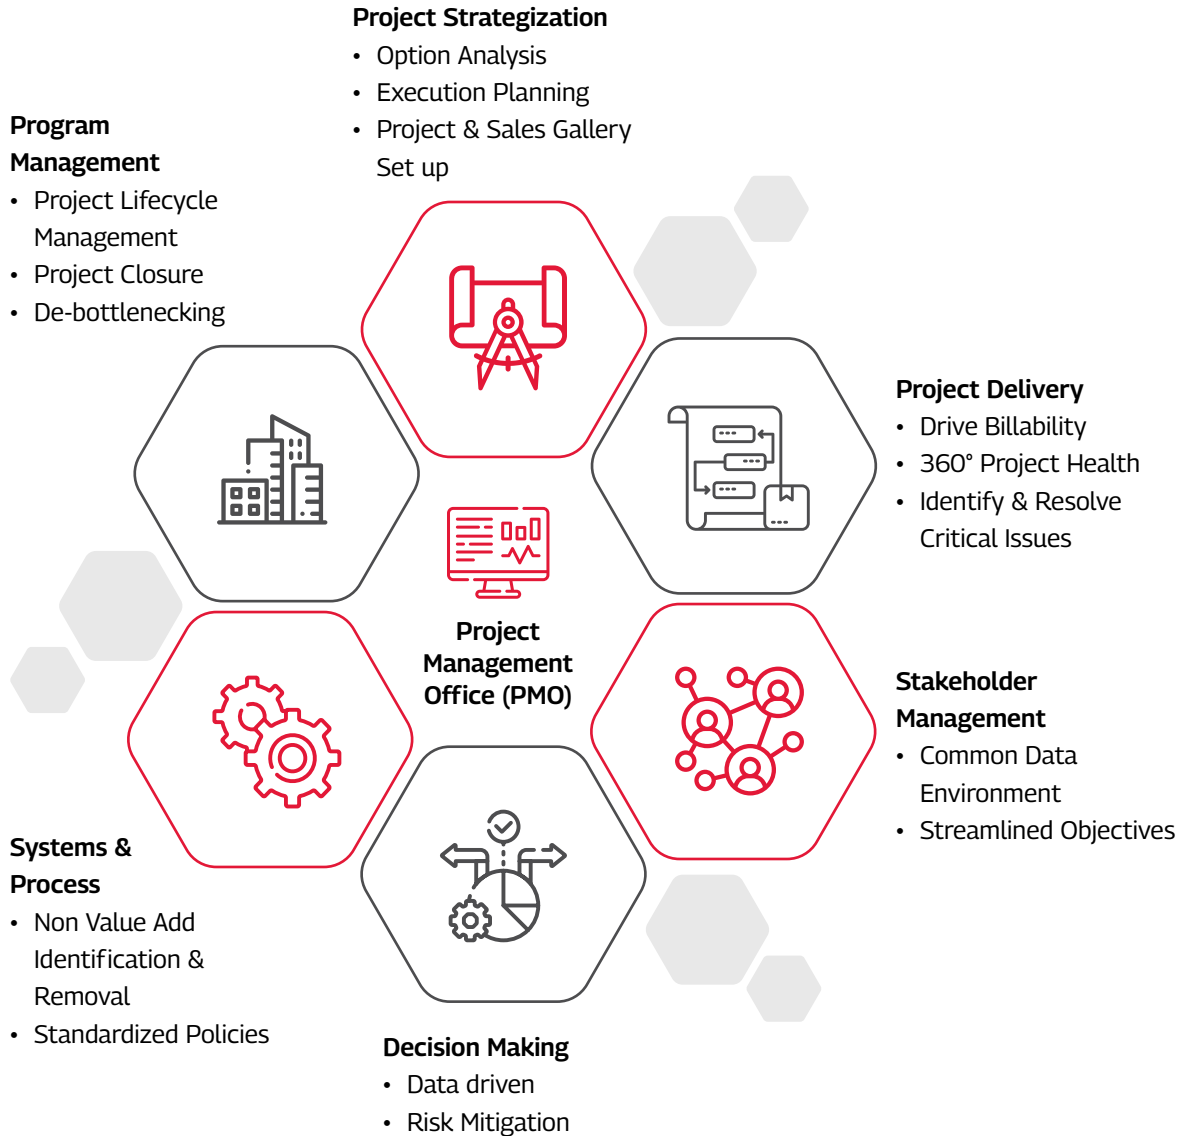 Project Strategization
• Option Analysis
• Execution Planning
• Project & Sales Gallery
Set up
Program
Management
• Project Lifecycle
Management
• Project Closure
• De-bottlenecking
Project Delivery
• Drive Billability
• 360° Project Health
• Identify & Resolve
Critical Issues
Project
Management
Office (PMO)
Stakeholder
Management
• Common Data
Environment
• Streamlined Objectives
Systems &
Process
• Non Value Add
Identification &
Removal
• Standardized Policies
Decision Making
• Data driven
• Risk Mitigation